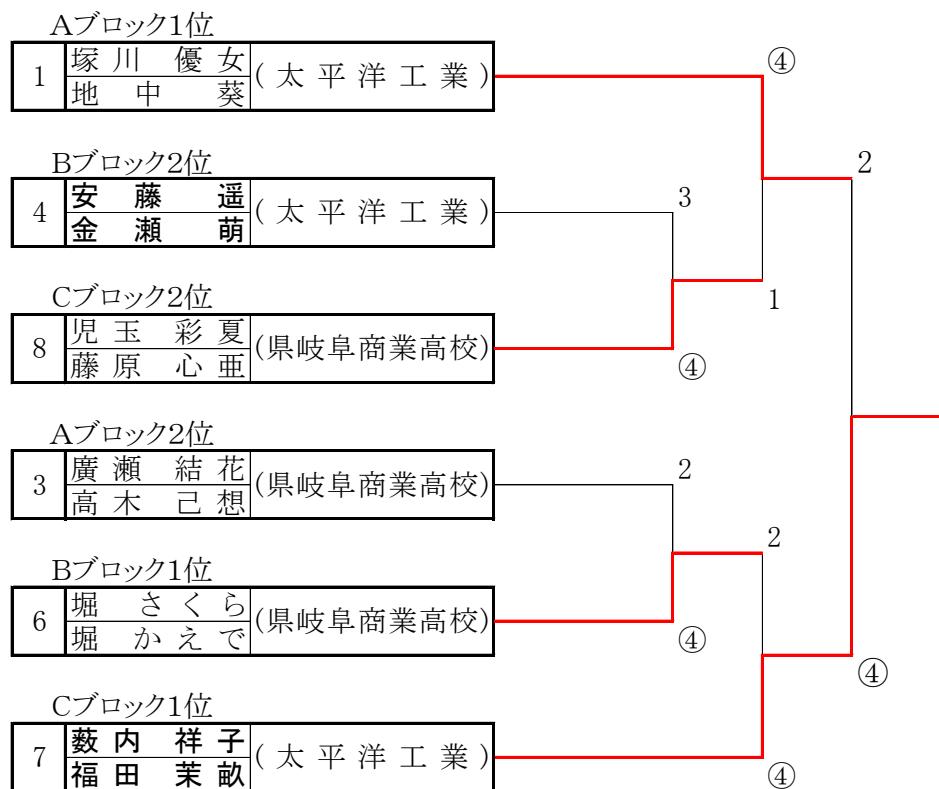 Aブロック1位
1 塚川 優女 (太平洋工業) ④
地中 葵
2
Bブロック2位
4 安藤 遥 (太平洋工業) 3
金瀬 萌
Cブロック2位 1
8 児玉 彩夏 (県岐阜商業高校)
藤原 心亜 ④
Aブロック2位
3 廣瀬 結花 (県岐阜商業高校) 2
高木 己想
2
Bブロック1位
6 堀 さくら (県岐阜商業高校)
堀 かえで ④
④
Cブロック1位
7 薮内 祥子 (太平洋工業)
福田 茉畝 ④